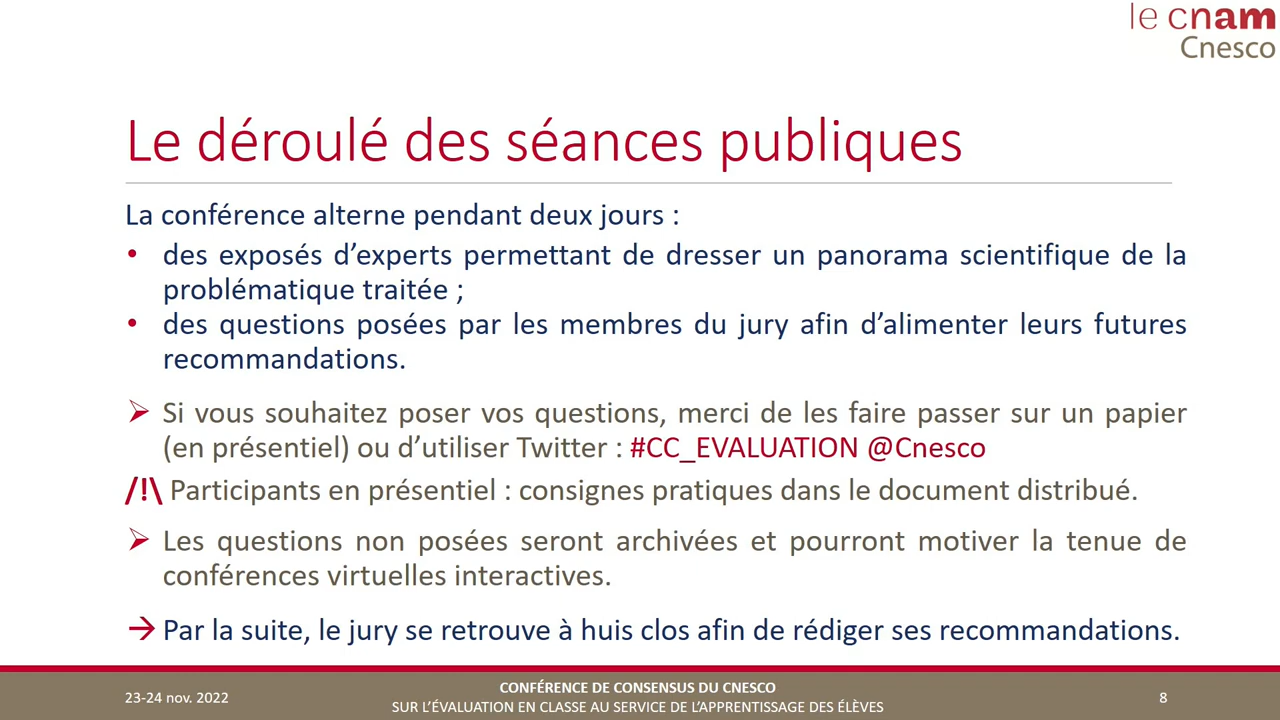 le cnam
Cnesco
Le déroulé des séances publiques
La conférence alterne pendant deux jours :
• des exposés d’experts permettant de dresser un panorama scientifique de la
problématique traitée ;
• des questions posées par les membres du jury afin d’alimenter leurs futures
recommandations.
➢ Si vous souhaitez poser vos questions, merci de les faire passer sur un papier
(en présentiel) ou d’utiliser Twitter : #CC_EVALUATION @Cnesco
/!\ Participants en présentiel : consignes pratiques dans le document distribué.
➢ Les questions non posées seront archivées et pourront motiver la tenue de
conférences virtuelles interactives.
→ Par la suite, le jury se retrouve à huis clos afin de rédiger ses recommandations.
23-24 nov. 2022
CONFÉRENCE DE CONSENSUS DU CNESCO
SUR L’ÉVALUATION EN CLASSE AU SERVICE DE L’APPRENTISSAGE DES ÉLÈVES
8